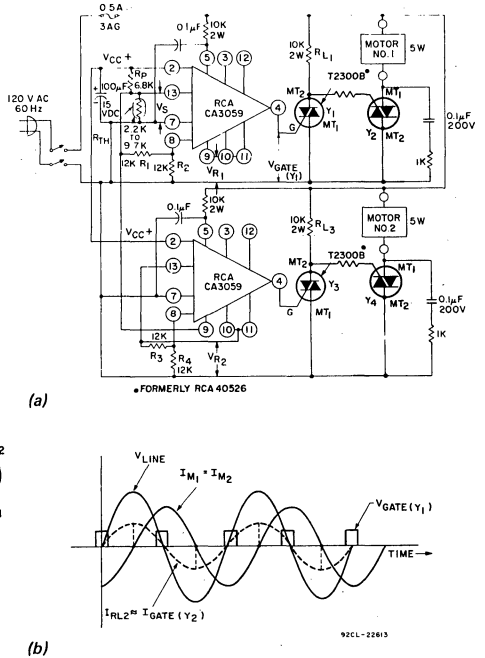 0.5A
3AG
0.1μF
10K
2W
10K
2W
RL1
MOTOR
NO.1
5W
VCC+
RP
6.8K
100μF
15
VDC
VS
2
13
7
8
5
3
12
9
10
11
4
RCA
CA3059
T2300B•
MT2
Y1
MT1
G
MT1
Y2
MT2
0.1μF
200V
1K
120 V AC
60 Hz
RTH
2.2K
TO
9.7K
12K R1
R2
12K
VR1
VGATE
(Y1)
10K
2W
0.1μF
VCC+
2
13
7
8
5
3
12
9
10
11
4
RCA
CA3059
10K
2W
RL3
MOTOR
NO.2
5W
T2300B•
MT2
Y3
MT1
G
MT1
Y4
MT2
0.1μF
200V
1K
12K
R3
R4
12K
VR2
•FORMERLY RCA 40526
(a)
VLINE
IM1 = IM2
VGATE(Y1)
TIME
IRL2≈ IGATE(Y2)
92CL-22613
(b)